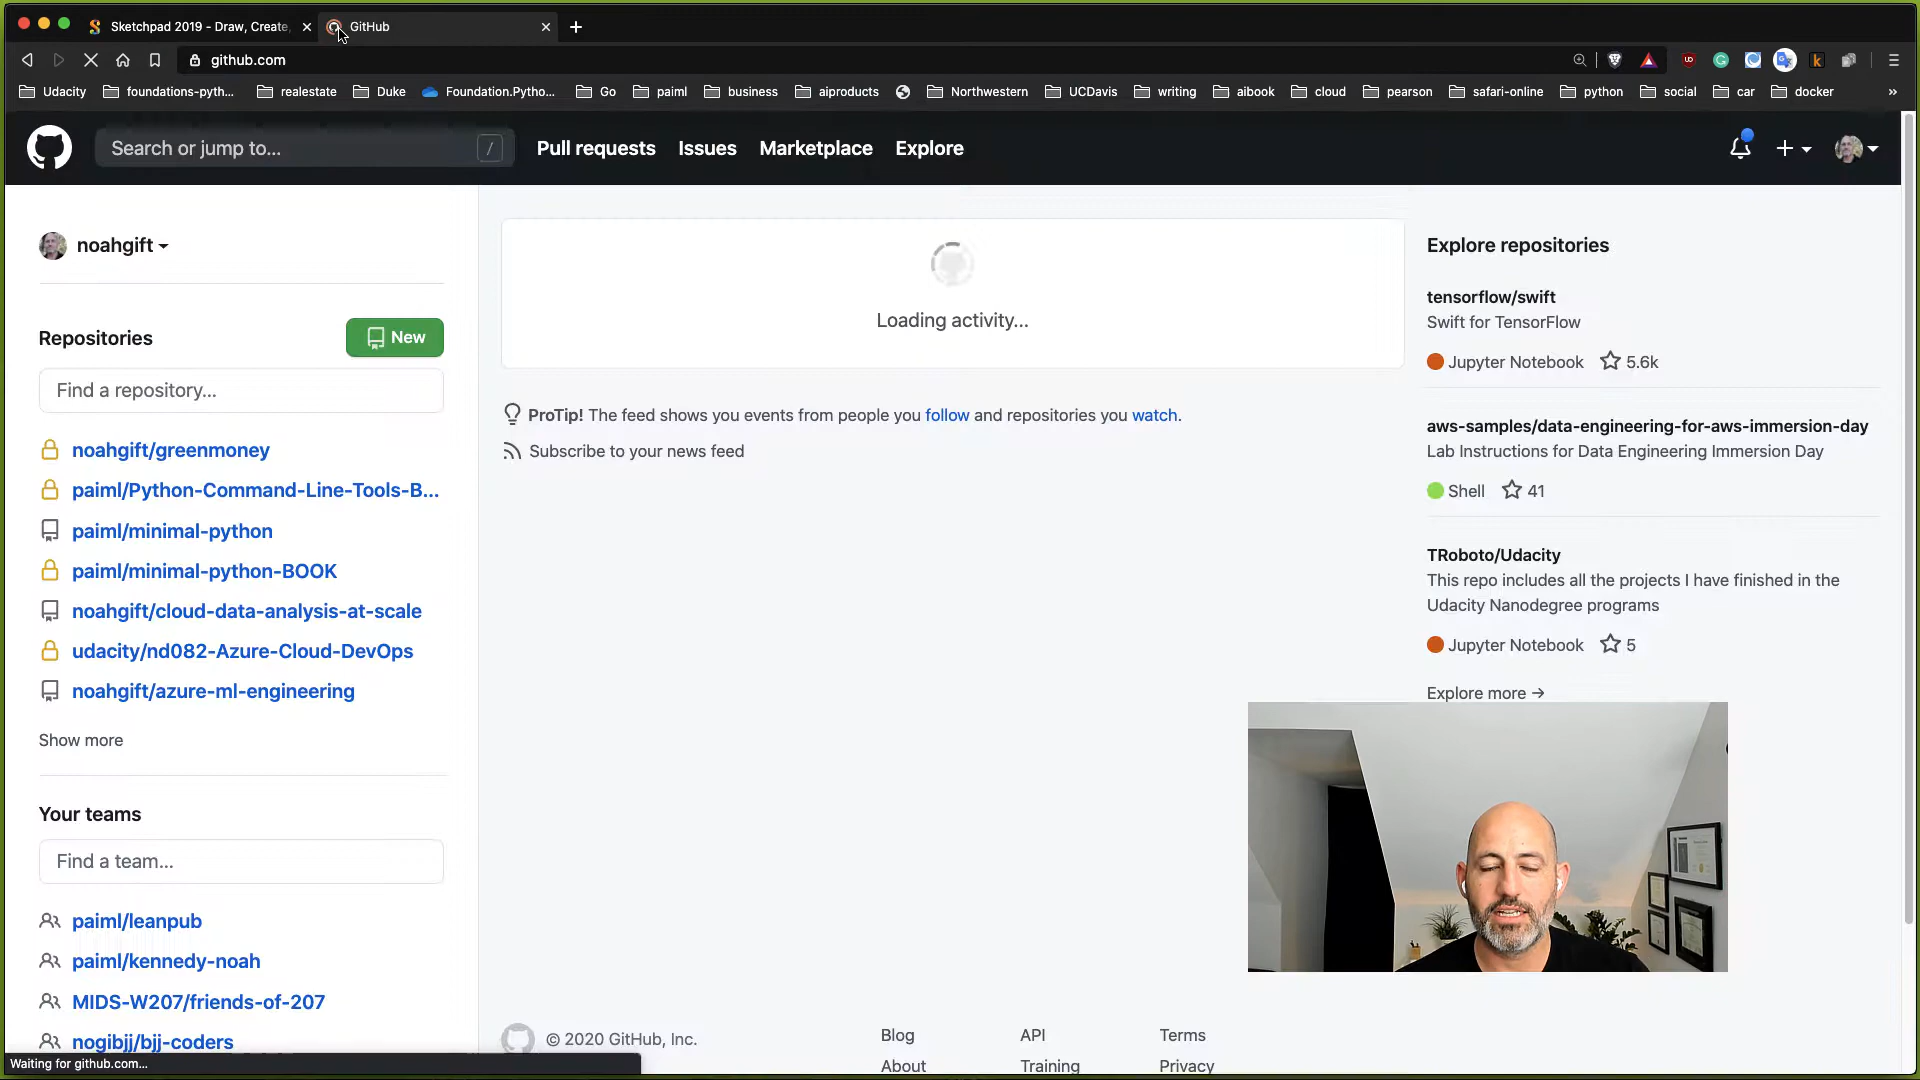 Sketchpad 2019 - Draw, Create,
GitHub
github.com
Udacity
foundations-pyth...
realestate
Duke
Foundation.Pytho...
Go
paiml
business
aiproducts
Northwestern
UCDavis
writing
aibook
cloud
pearson
safari-online
python
social
car
docker
»
Search or jump to...
/
Pull requests
Issues
Marketplace
Explore
noahgift
Repositories
New
Find a repository...
noahgift/greenmoney
paiml/Python-Command-Line-Tools-B...
paiml/minimal-python
paiml/minimal-python-BOOK
noahgift/cloud-data-analysis-at-scale
udacity/nd082-Azure-Cloud-DevOps
noahgift/azure-ml-engineering
Show more
Your teams
Find a team...
paiml/leanpub
paiml/kennedy-noah
MIDS-W207/friends-of-207
nogibjj/bjj-coders
Waiting for github.com...
Loading activity...
ProTip! The feed shows you events from people you follow and repositories you watch.
Subscribe to your news feed
© 2020 GitHub, Inc.
Blog
About
API
Training
Terms
Privacy
Explore repositories
tensorflow/swift
Swift for TensorFlow
Jupyter Notebook 5.6k
aws-samples/data-engineering-for-aws-immersion-day
Lab Instructions for Data Engineering Immersion Day
Shell 41
TRoboto/Udacity
This repo includes all the projects I have finished in the
Udacity Nanodegree programs
Jupyter Notebook 5
Explore more →